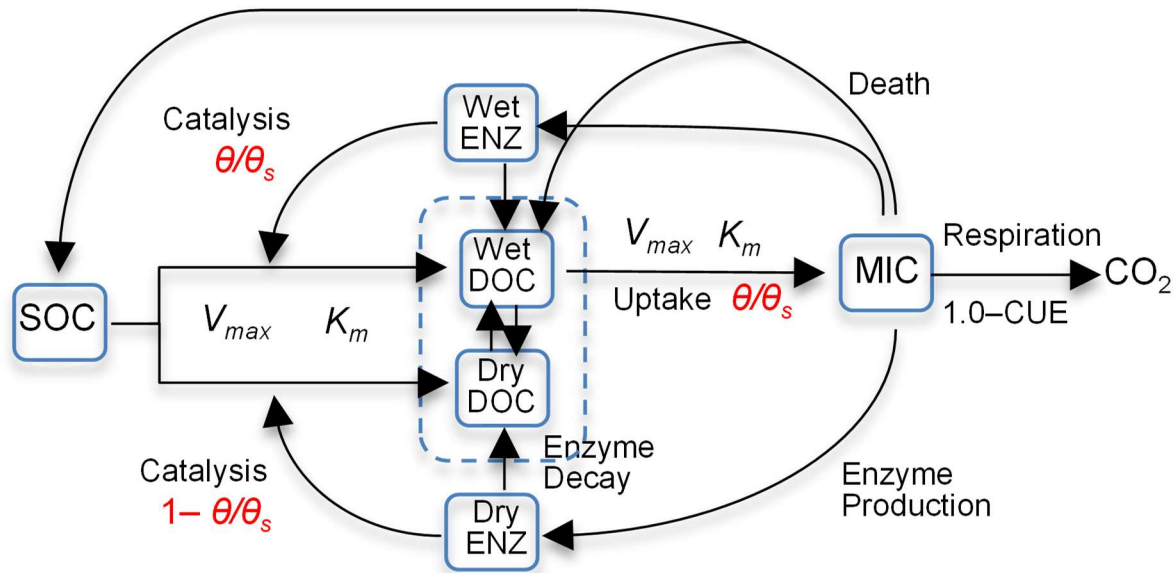 Death
Wet
ENZ
Catalysis
θ/θs
Wet
DOC
Vmax Km
Uptake θ/θs
MIC
Respiration
CO2
1.0–CUE
SOC
Vmax Km
Dry
DOC
Enzyme
Decay
Catalysis
1– θ/θs
Dry
ENZ
Enzyme
Production